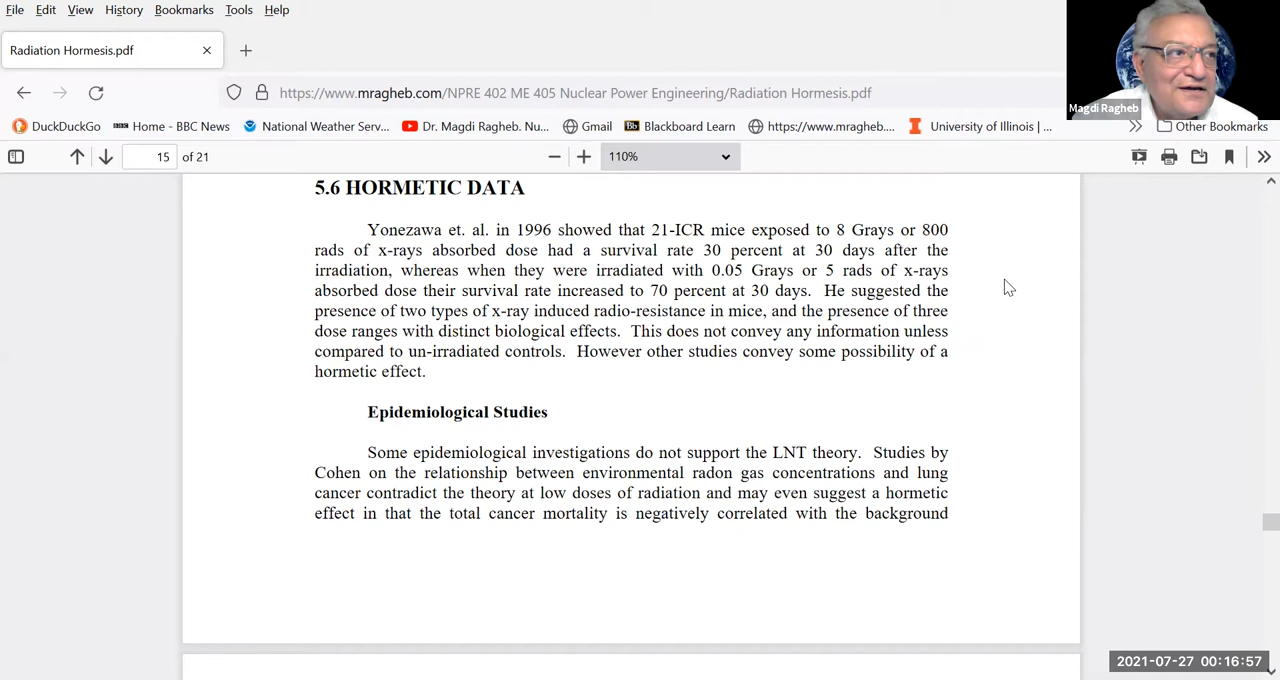 File Edit View History Bookmarks Tools Help
Radiation Hormesis.pdf
https://www.mragheb.com/NPRE 402 ME 405 Nuclear Power Engineering/Radiation Hormesis.pdf
Magdi Ragheb
DuckDuckGo BBC Home - BBC News National Weather Serv... Dr. Magdi Ragheb. Nu... Gmail Bb Blackboard Learn https://www.mragheb.... University of Illinois | ... Other Bookmarks
15 of 21 110%
5.6 HORMETIC DATA
Yonezawa et. al. in 1996 showed that 21-ICR mice exposed to 8 Grays or 800
rads of x-rays absorbed dose had a survival rate 30 percent at 30 days after the
irradiation, whereas when they were irradiated with 0.05 Grays or 5 rads of x-rays
absorbed dose their survival rate increased to 70 percent at 30 days. He suggested the
presence of two types of x-ray induced radio-resistance in mice, and the presence of three
dose ranges with distinct biological effects. This does not convey any information unless
compared to un-irradiated controls. However other studies convey some possibility of a
hormetic effect.
Epidemiological Studies
Some epidemiological investigations do not support the LNT theory. Studies by
Cohen on the relationship between environmental radon gas concentrations and lung
cancer contradict the theory at low doses of radiation and may even suggest a hormetic
effect in that the total cancer mortality is negatively correlated with the background
2021-07-27 00:16:57